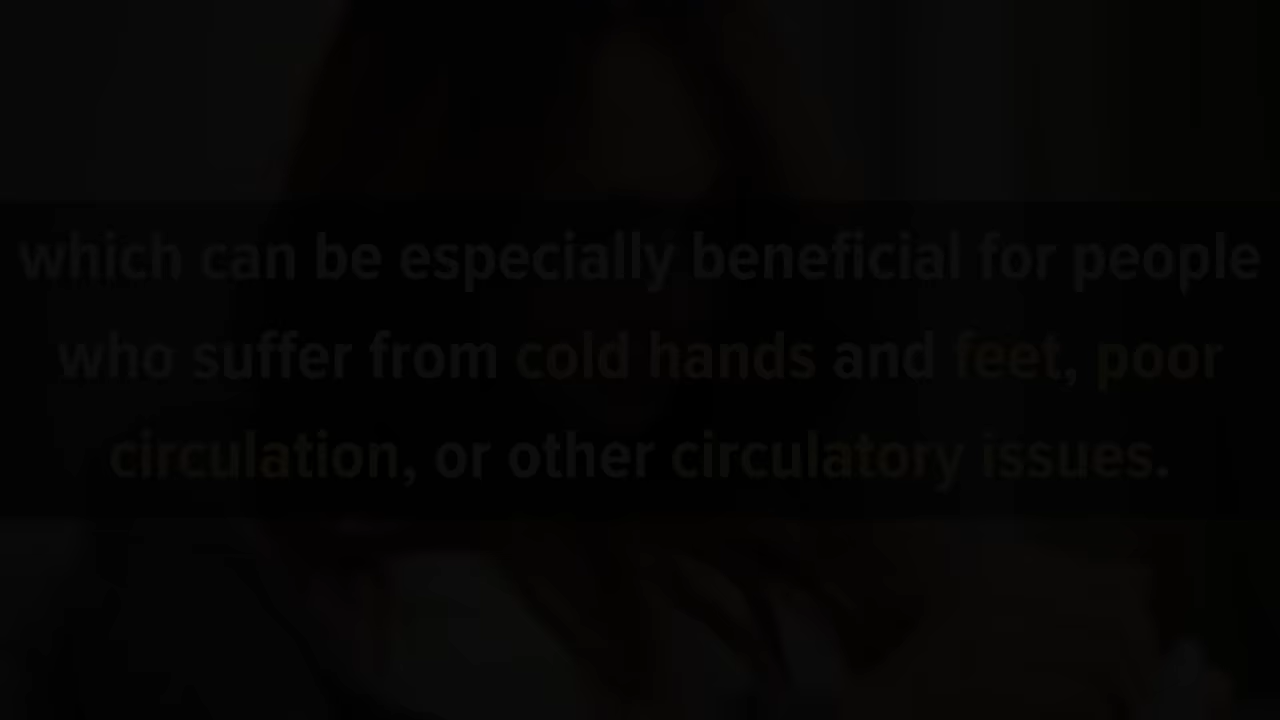 which can be especially beneficial for people
who suffer from cold hands and feet, poor
circulation, or other circulatory issues.